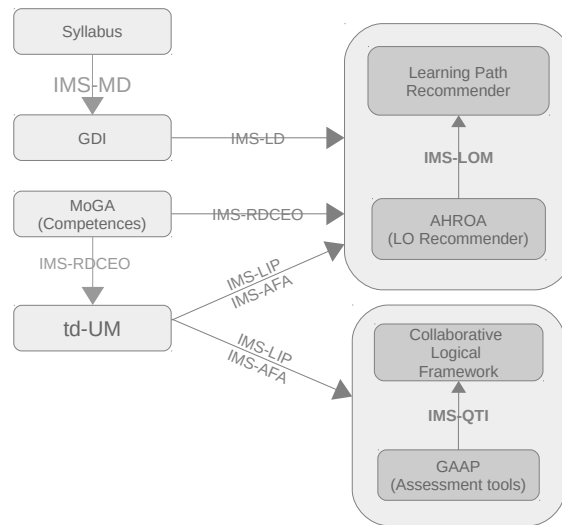 Syllabus
IMS-MD
GDI
IMS-LD
MoGA
(Competences)
IMS-RDCEO
IMS-RDCEO
td-UM
IMS-LIP
IMS-AFA
IMS-LIP
IMS-AFA
Learning Path
Recommender
IMS-LOM
AHROA
(LO Recommender)
Collaborative
Logical
Framework
IMS-QTI
GAAP
(Assessment tools)